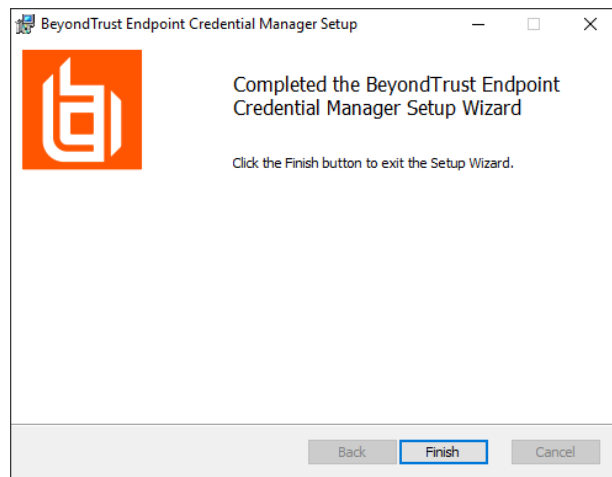 BeyondTrust Endpoint Credential Manager Setup
Completed the BeyondTrust Endpoint
Credential Manager Setup Wizard
Click the Finish button to exit the Setup Wizard.
Back
Finish
Cancel